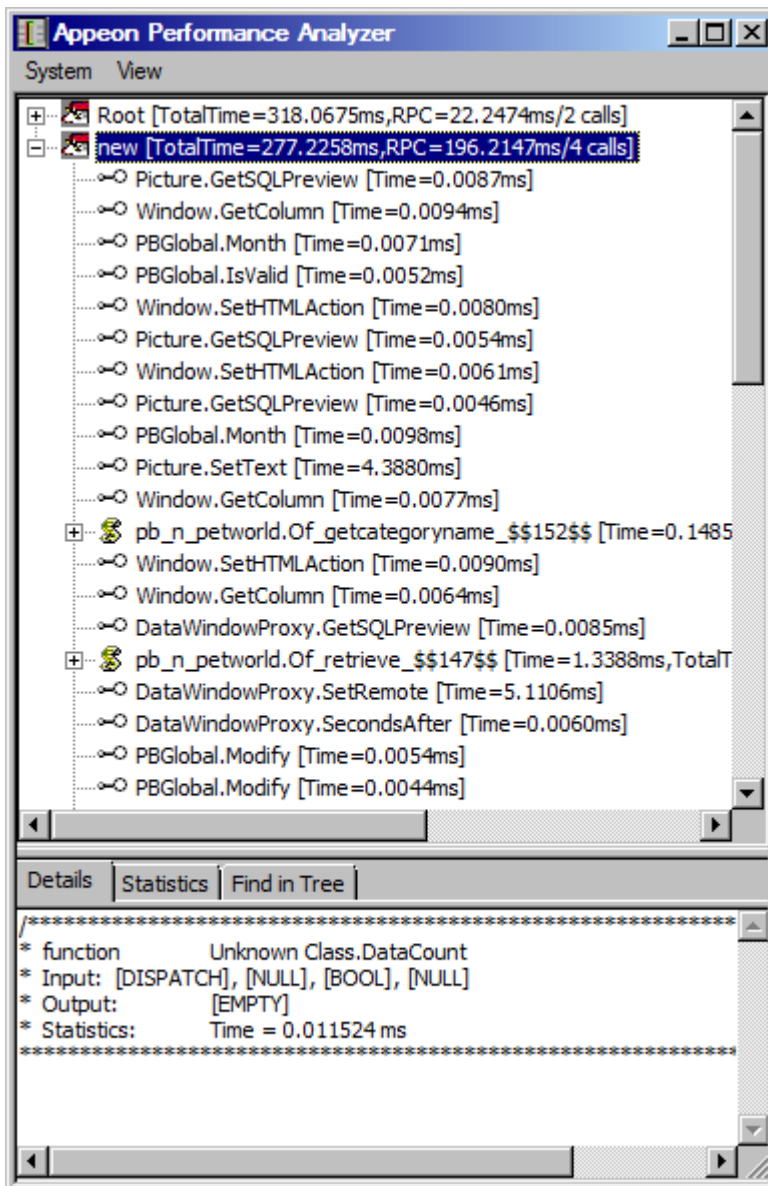 Appeon Performance Analyzer
System View
Root [TotalTime=318.0675ms,RPC=22.2474ms/2 calls]
new [TotalTime=277.2258ms,RPC=196.2147ms/4 calls]
Picture.GetSQLPreview [Time=0.0087ms]
Window.GetColumn [Time=0.0094ms]
PBGlobal.Month [Time=0.0071ms]
PBGlobal.IsValid [Time=0.0052ms]
Window.SetHTMLAction [Time=0.0080ms]
Picture.GetSQLPreview [Time=0.0054ms]
Window.SetHTMLAction [Time=0.0061ms]
Picture.GetSQLPreview [Time=0.0046ms]
PBGlobal.Month [Time=0.0098ms]
Picture.SetText [Time=4.3880ms]
Window.GetColumn [Time=0.0077ms]
pb_n_petworld.Of_getcategoryname_$$152$$ [Time=0.1485
Window.SetHTMLAction [Time=0.0090ms]
Window.GetColumn [Time=0.0064ms]
DataWindowProxy.GetSQLPreview [Time=0.0085ms]
pb_n_petworld.Of_retrieve_$$147$$ [Time=1.3388ms,TotalT
DataWindowProxy.SetRemote [Time=5.1106ms]
DataWindowProxy.SecondsAfter [Time=0.0060ms]
PBGlobal.Modify [Time=0.0054ms]
PBGlobal.Modify [Time=0.0044ms]
Details Statistics Find in Tree
/***********************************************************
* function Unknown Class.DataCount
* Input: [DISPATCH], [NULL], [BOOL], [NULL]
* Output: [EMPTY]
* Statistics: Time = 0.011524 ms
************************************************************